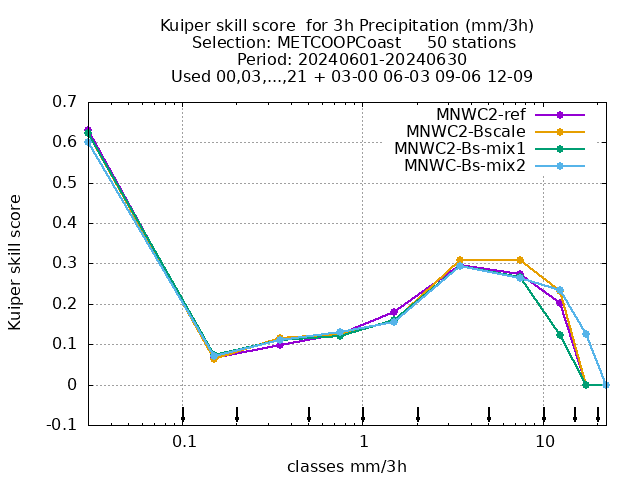 Kuiper skill score  for 3h Precipitation (mm/3h)
Selection: METCOOPCoast     50 stations
Period: 20240601-20240630
Used 00,03,...,21 + 03-00 06-03 09-06 12-09
MNWC2-ref
MNWC2-Bscale
MNWC2-Bs-mix1
MNWC-Bs-mix2
Kuiper skill score
0.7
0.6
0.5
0.4
0.3
0.2
0.1
0
-0.1
0.1 1 10
classes mm/3h